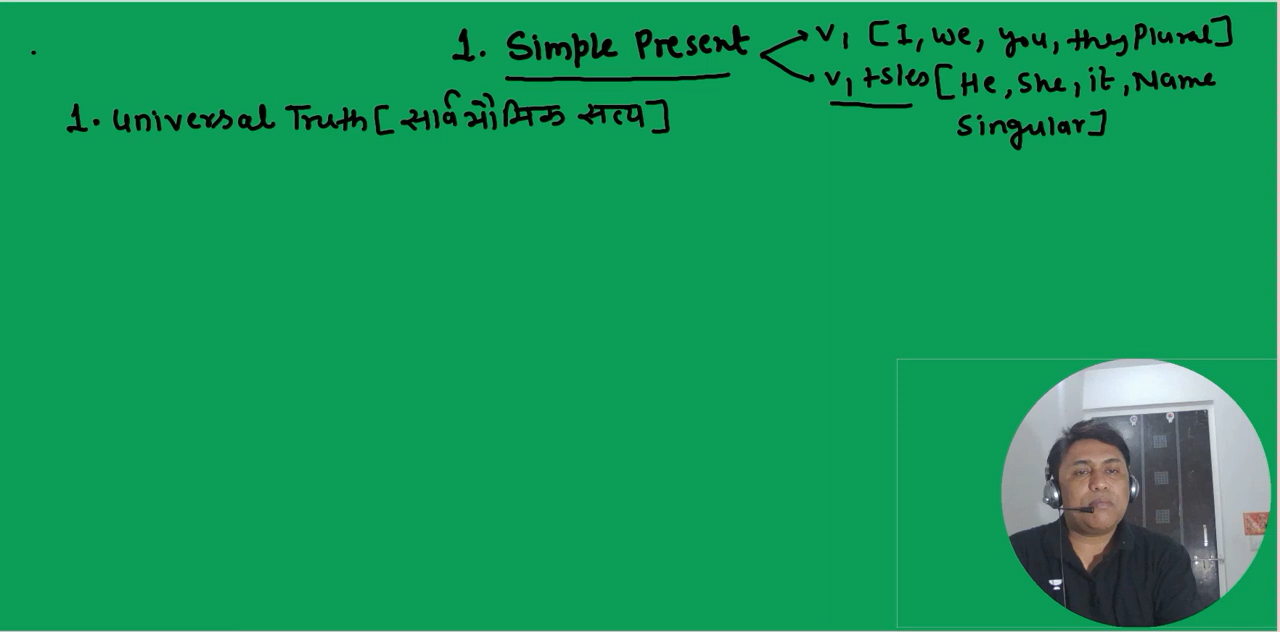 1. Simple Present V1 [I, we, you, they Plural]
V1 + s/es [He, She, it, Name
Singular]
1. Universal Truth [सार्वभौमिक सत्य]